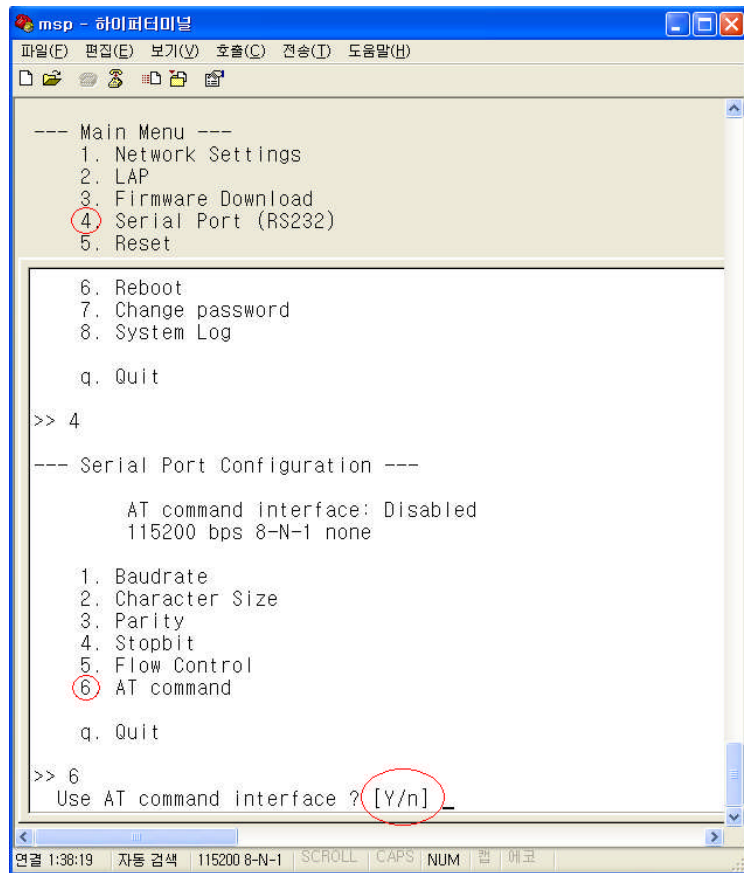 msp - 하이퍼터미널
파일(F) 편집(E) 보기(V) 호출(C) 전송(T) 도움말(H)
--- Main Menu ---
1. Network Settings
2. LAP
3. Firmware Download
4. Serial Port (RS232)
5. Reset
6. Reboot
7. Change password
8. System Log
q. Quit
>> 4
--- Serial Port Configuration ---
AT command interface: Disabled
115200 bps 8-N-1 none
1. Baudrate
2. Character Size
3. Parity
4. Stopbit
5. Flow Control
6. AT command
q. Quit
>> 6
Use AT command interface ? [Y/n] _
연결 1:38:19 자동 검색 115200 8-N-1 SCROLL CAPS NUM 캡 에코